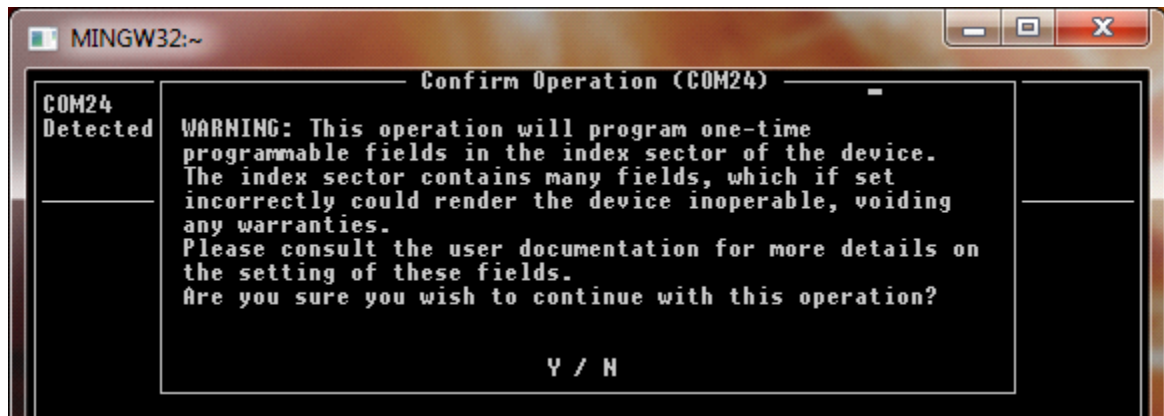 MINGW32:~
Confirm Operation (COM24)
COM24
Detected
WARNING: This operation will program one-time
programmable fields in the index sector of the device.
The index sector contains many fields, which if set
incorrectly could render the device inoperable, voiding
any warranties.
Please consult the user documentation for more details on
the setting of these fields.
Are you sure you wish to continue with this operation?
Y / N